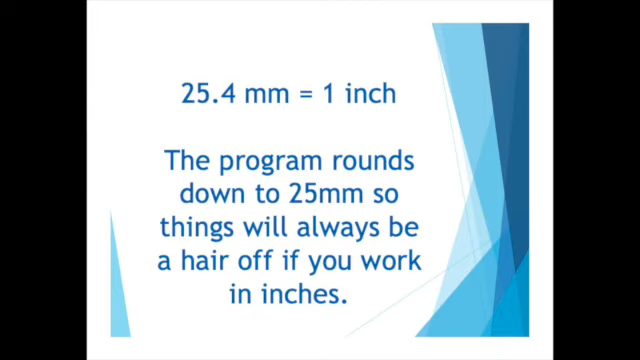 25.4 mm = 1 inch
The program rounds
down to 25mm so
things will always be
a hair off if you work
in inches.